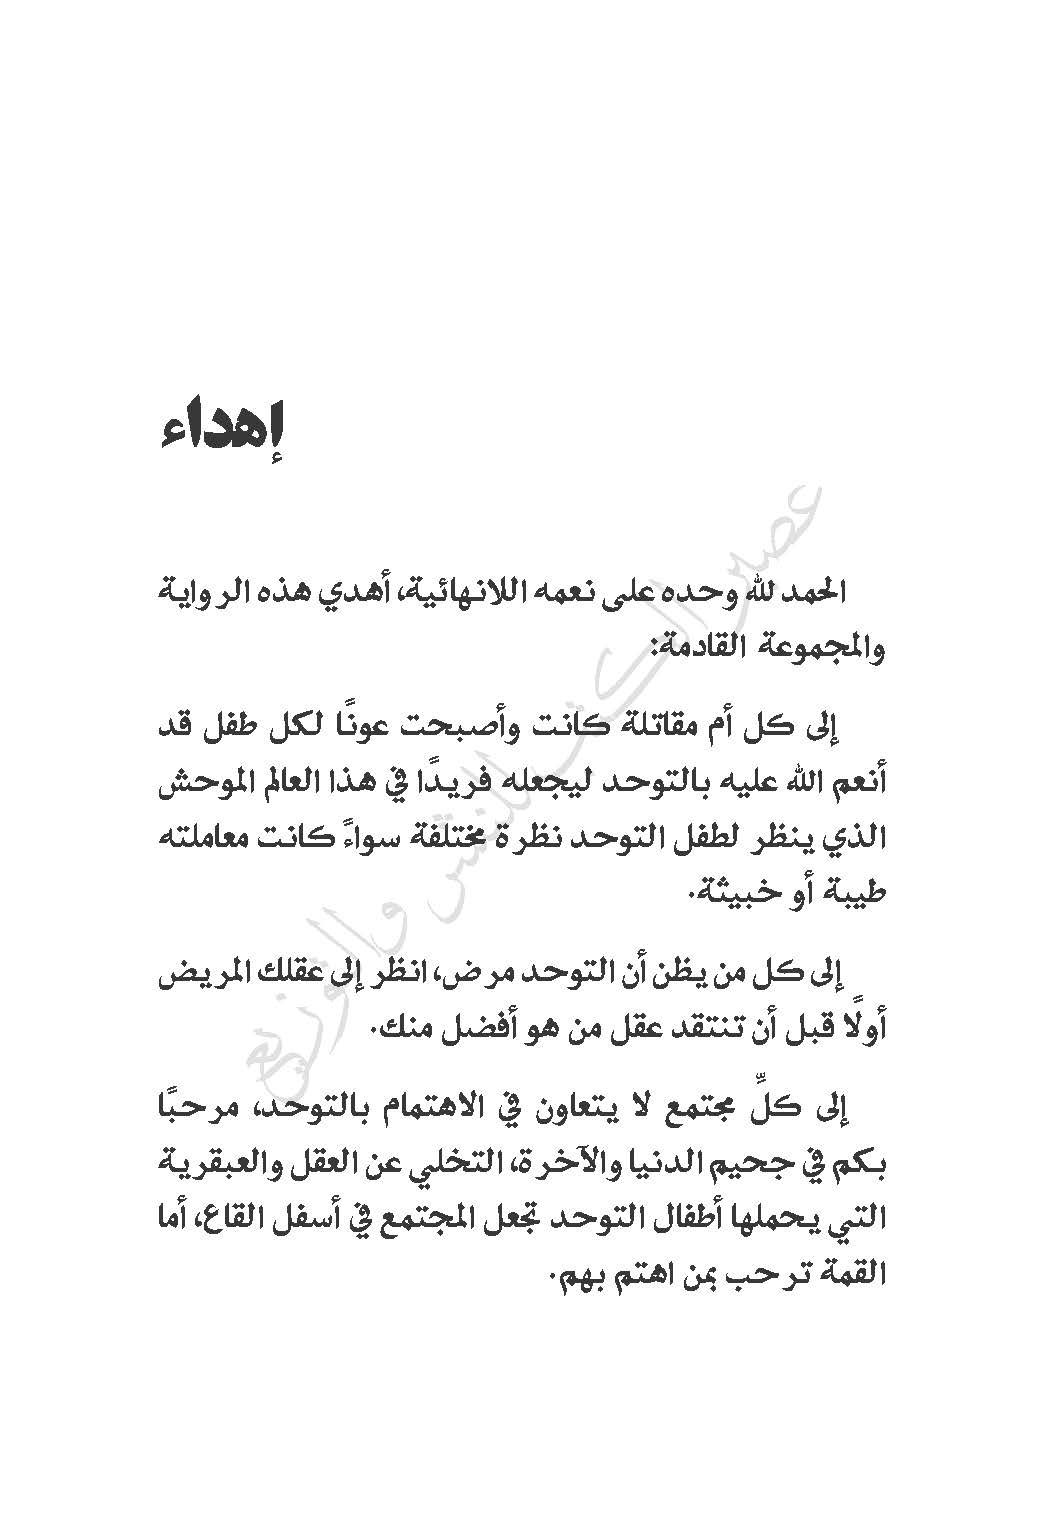 إهداء
الحمد لله وحده على نعمه اللانهائية، أهدي هذه الرواية
والمجموعة القادمة:
إلى كل أم مقاتلة كانت وأصبحت عونًا لكل طفل قد
أنعم الله عليه بالتوحد ليجعله فريدًا في هذا العالم الموحش
الذي ينظر لطفل التوحد نظرة مختلفة سواءً كانت معاملته
طيبة أو خبيثة.
إلى كل من يظن أن التوحد مرض، انظر إلى عقلك المريض
أولًا قبل أن تنتقد عقل من هو أفضل منك.
إلى كلِّ مجتمع لا يتعاون في الاهتمام بالتوحد، مرحبًا
بكم في جحيم الدنيا والآخرة، التخلي عن العقل والعبقرية
التي يحملها أطفال التوحد تجعل المجتمع في أسفل القاع، أما
القمة ترحب بمن اهتم بهم.
عصير الكتب للنشر والتوزيع